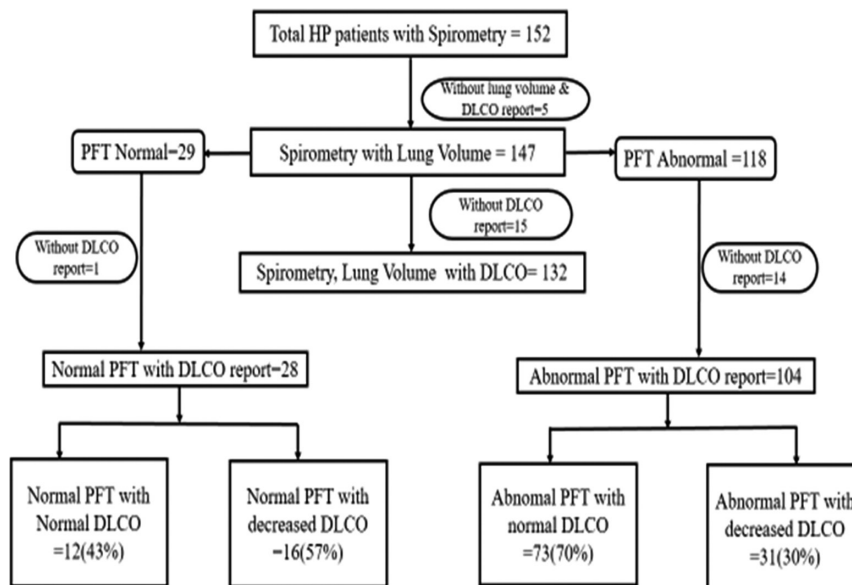 Total HP patients with Spirometry = 152
Without lung volume &
DLCO report=5
PFT Normal=29
Spirometry with Lung Volume = 147
PFT Abnormal =118
Without DLCO
report=15
Without DLCO
report=1
Spirometry, Lung Volume with DLCO= 132
Without DLCO
report=14
Normal PFT with DLCO report=28
Abnormal PFT with DLCO report=104
Normal PFT with
Normal DLCO
=12(43%)
Normal PFT with
decreased DLCO
=16(57%)
Abnomal PFT with
normal DLCO
=73(70%)
Abnormal PFT with
decreased DLCO
=31(30%)